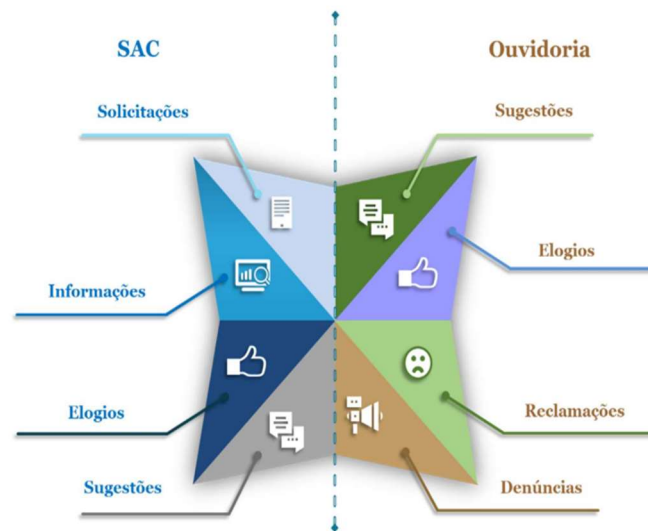 SAC
Ouvidoria
Solicitações
Sugestões
Elogios
Informações
Elogios
Reclamações
Sugestões
Denúncias